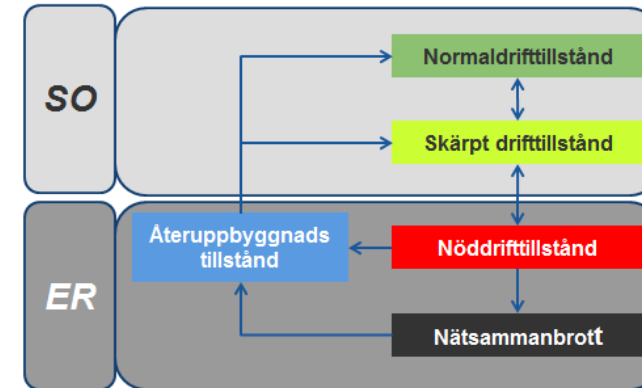 SO
Normaldrifttillstånd
Skärpt drifttillstånd
ER
Återuppbyggnads
tillstånd
Nöddrifttillstånd
Nätsammanbrott